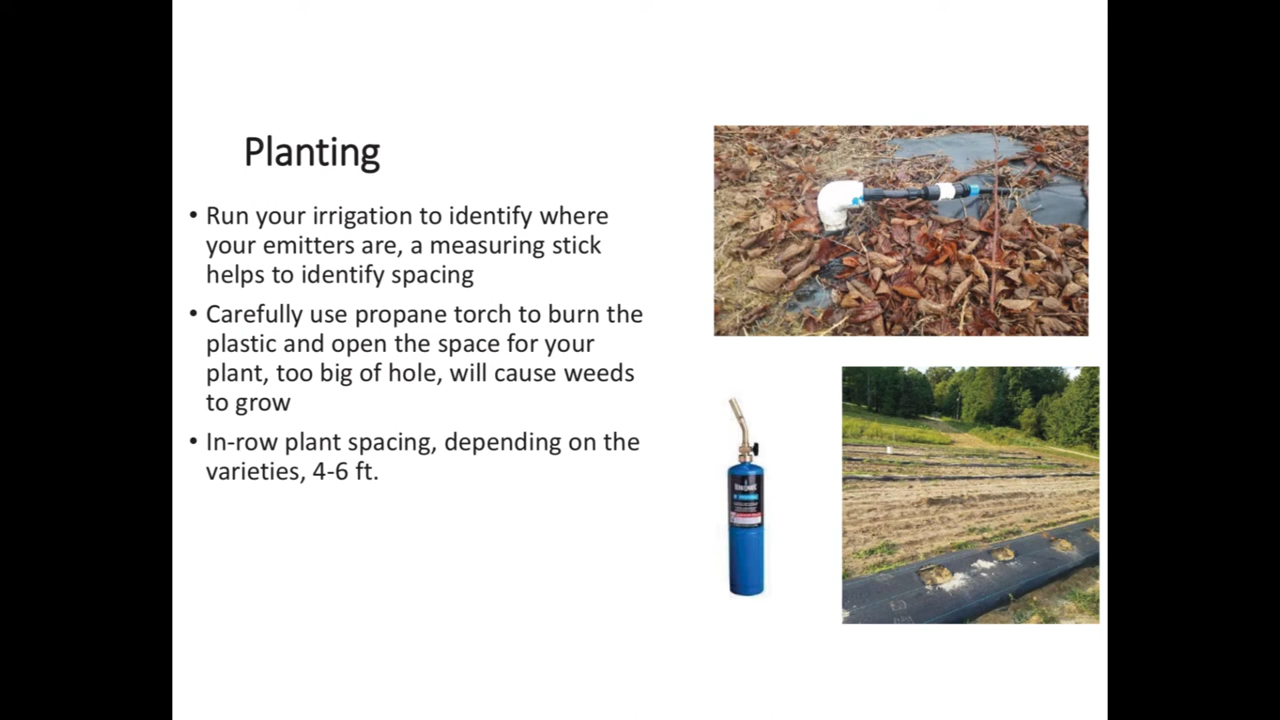 Planting
• Run your irrigation to identify where
your emitters are, a measuring stick
helps to identify spacing
• Carefully use propane torch to burn the
plastic and open the space for your
plant, too big of hole, will cause weeds
to grow
• In-row plant spacing, depending on the
varieties, 4-6 ft.